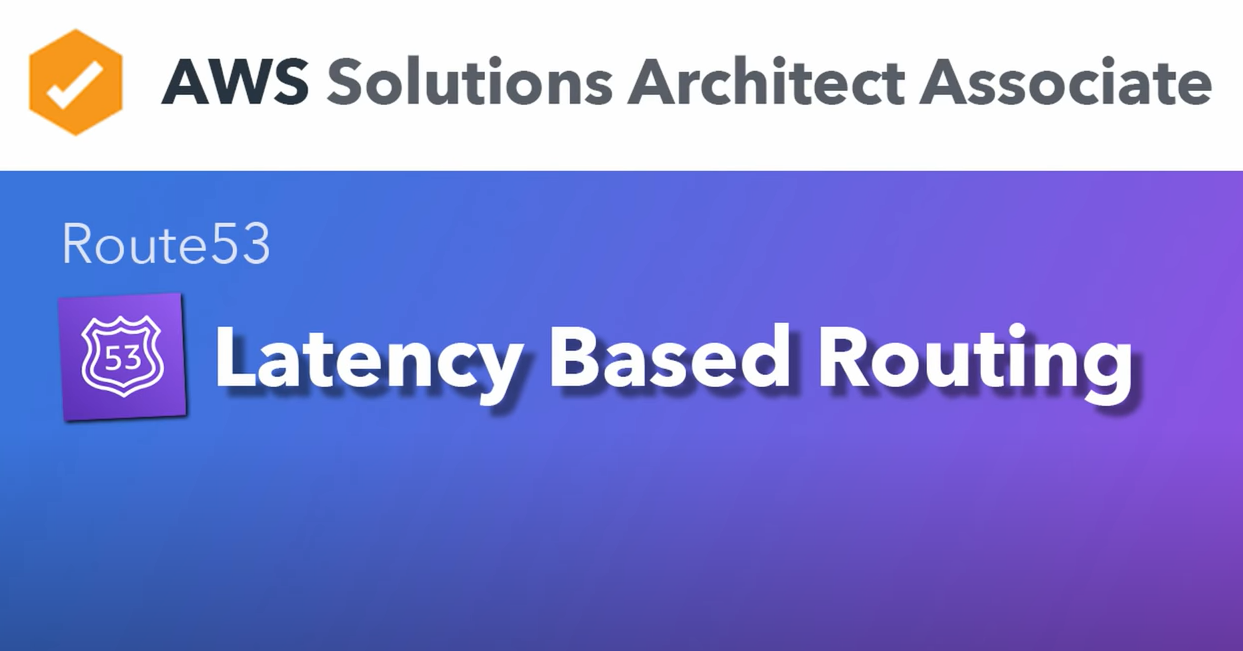 AWS Solutions Architect Associate
Route53
53
Latency Based Routing